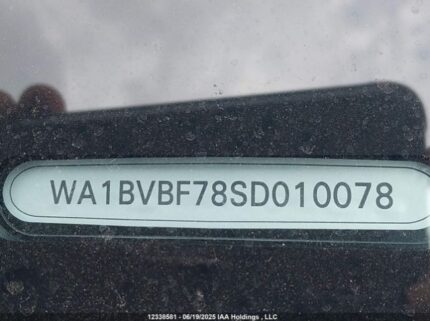 WA1BVBF78SD010078
12338581 - 06/19/2025 IAA Holdings , LLC/